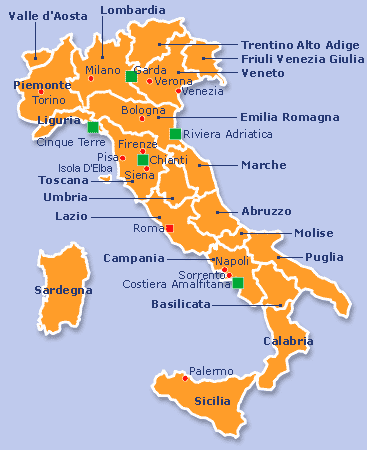 Lombardia
Valle d'Aosta
Trentino Alto Adige
Friuli Venezia Giulia
Milano
Garda
Veneto
Piemonte
Verona
Torino
Venezia
Bologna
Emilia Romagna
Liguria
Riviera Adriatica
Cinque Terre
Firenze
Pisa
Chianti
Marche
Isola D'Elba
Siena
Toscana
Umbria
Abruzzo
Lazio
Roma
Molise
Campania
Napoli
Puglia
Sorrento
Costiera Amalfitana
Sardegna
Basilicata
Calabria
Palermo
Sicilia